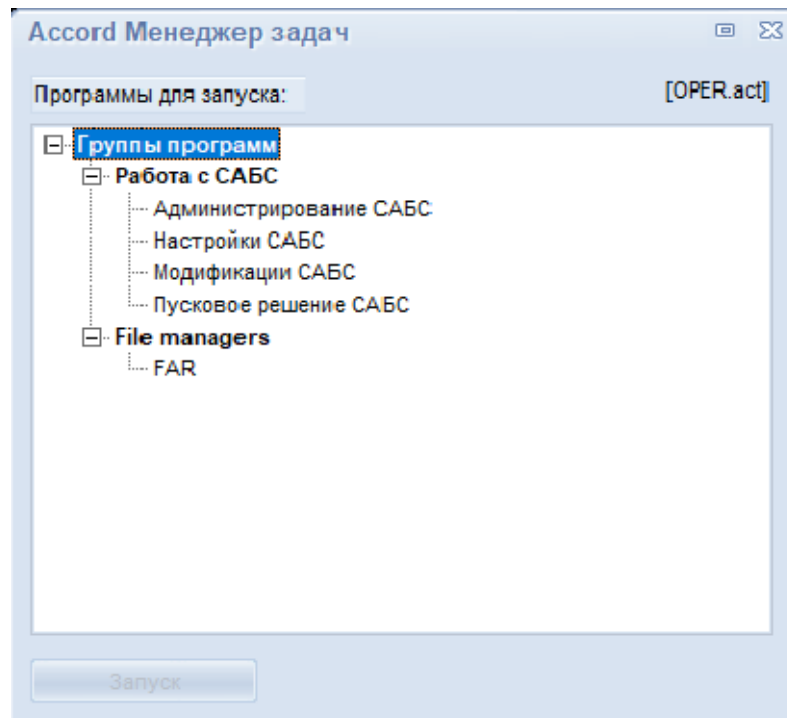 Accord Менеджер задач
Программы для запуска: [OPER.act]
Группы программ
Работа с САБС
Администрирование САБС
Настройки САБС
Модификации САБС
Пусковое решение САБС
File managers
FAR
Запуск